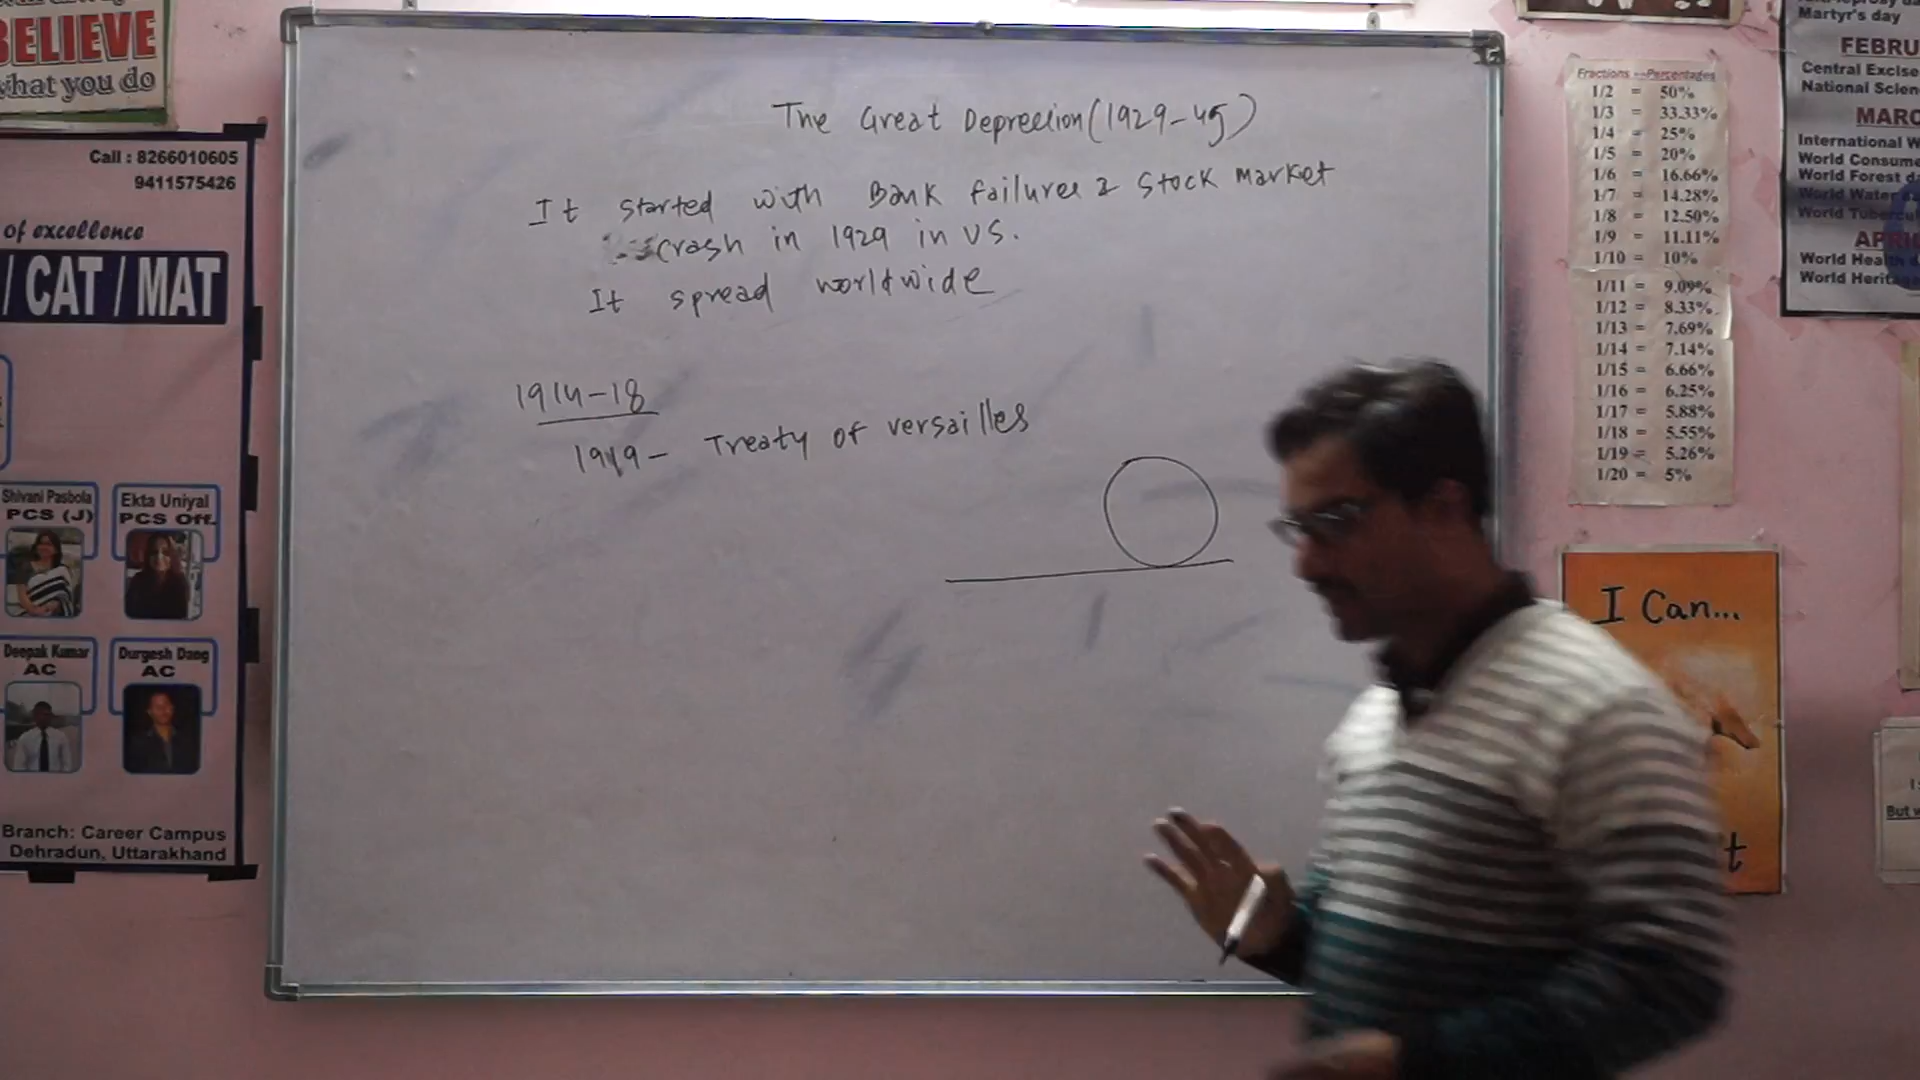 BELIEVE
what you do
Call : 8266010605
9411575426
of excellence
/ CAT / MAT
Shivani Pasbola
PCS (J)
Ekta Uniyal
PCS Off.
Deepak Kumar
AC
Durgesh Dang
AC
Branch: Career Campus
Dehradun, Uttarakhand
The Great Depression (1929-45)
It started with Bank failures & Stock Market
crash in 1929 in US.
It spread worldwide
1914-18
1919- Treaty of versailles
Fractions - Percentages
1/2 = 50%
1/3 = 33.33%
1/4 = 25%
1/5 = 20%
1/6 = 16.66%
1/7 = 14.28%
1/8 = 12.50%
1/9 = 11.11%
1/10 = 10%
1/11 = 9.09%
1/12 = 8.33%
1/13 = 7.69%
1/14 = 7.14%
1/15 = 6.66%
1/16 = 6.25%
1/17 = 5.88%
1/18 = 5.55%
1/19 = 5.26%
1/20 = 5%
I Can...
Martyr's day
FEBRU
Central Excise
National Scien
MARC
International W
World Consume
World Forest d
World Water
World Tubercul
APRI
World Hea
World Herit
But w